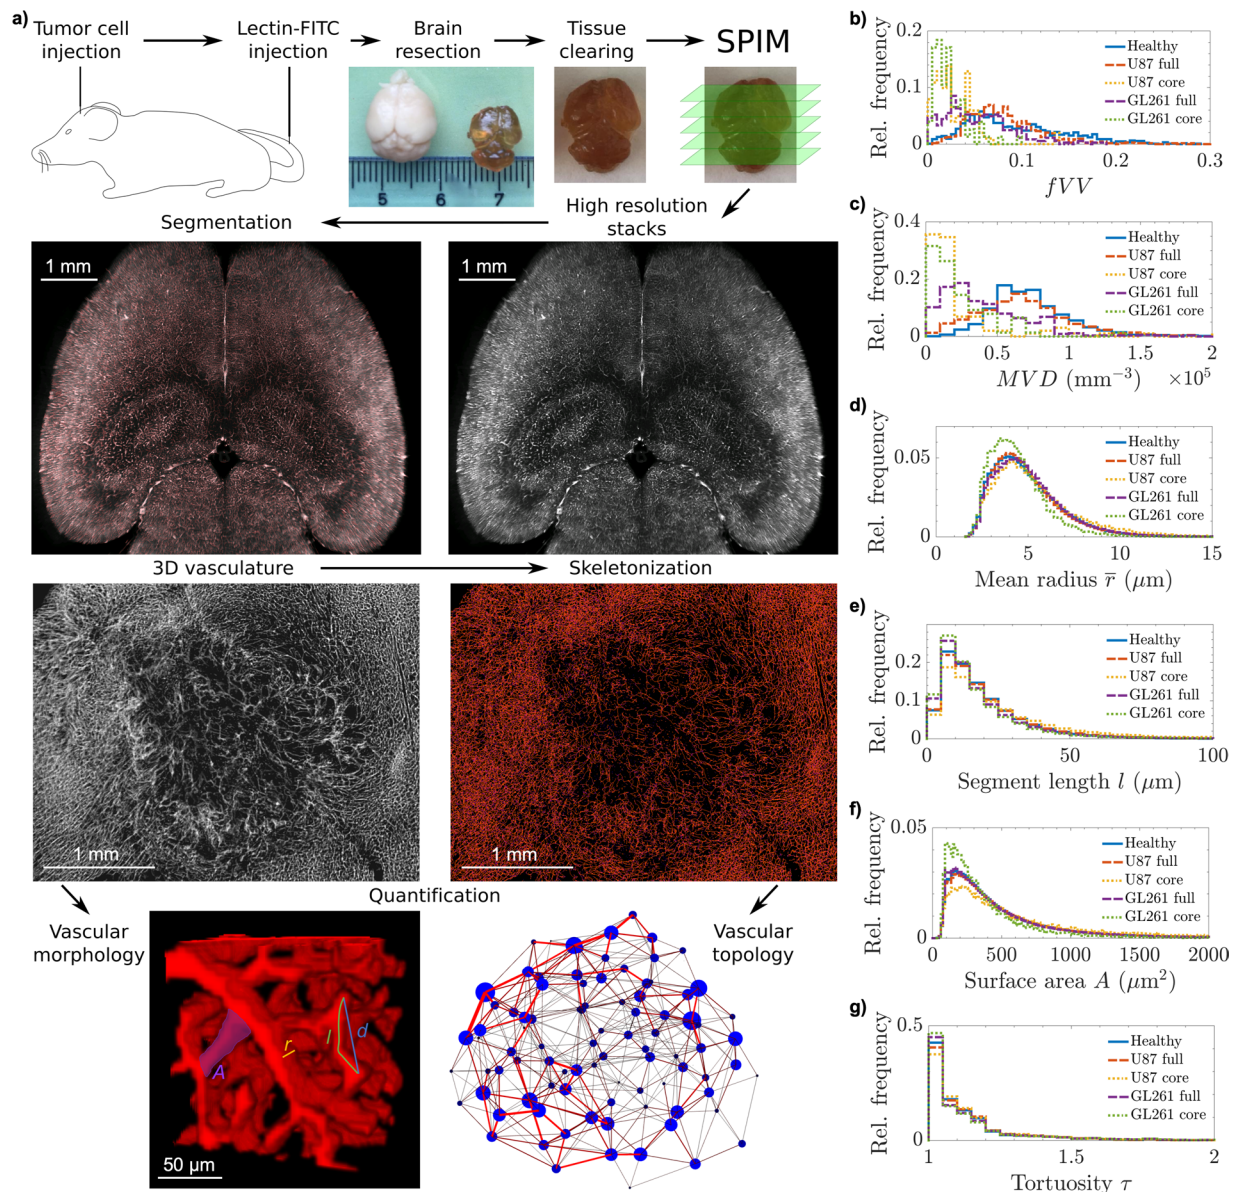 a)
Tumor cell
injection
Lectin-FITC
injection
Brain
resection
Tissue
clearing
SPIM
5 6 7
High resolution
stacks
Segmentation
1 mm
1 mm
3D vasculature
Skeletonization
1 mm
1 mm
Quantification
Vascular
morphology
Vascular
topology
A
r
l
d
50 µm
b)
Rel. frequency
0.2
0.1
0
0 0.1 0.2 0.3
fVV
Healthy
U87 full
U87 core
GL261 full
GL261 core
c)
Rel. frequency
0.4
0.2
0
0 0.5 1 1.5 2
MVD (mm⁻³) ×10⁵
Healthy
U87 full
U87 core
GL261 full
GL261 core
d)
Rel. frequency
0.05
0
0 5 10 15
Mean radius r̅ (µm)
Healthy
U87 full
U87 core
GL261 full
GL261 core
e)
Rel. frequency
0.2
0.1
0
0 50 100
Segment length l (µm)
Healthy
U87 full
U87 core
GL261 full
GL261 core
f)
Rel. frequency
0.05
0
0 500 1000 1500 2000
Surface area A (µm²)
Healthy
U87 full
U87 core
GL261 full
GL261 core
g)
Rel. frequency
0.5
0
1 1.5 2
Tortuosity τ
Healthy
U87 full
U87 core
GL261 full
GL261 core